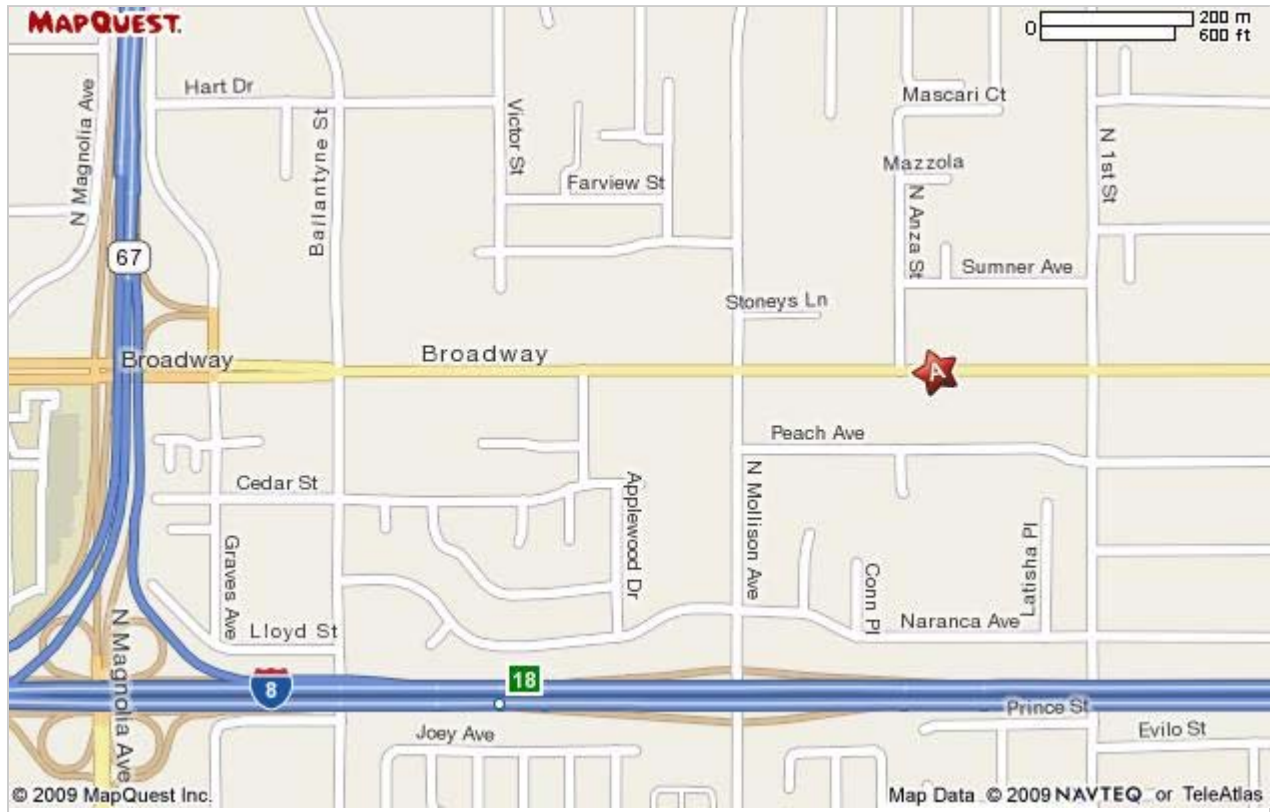 MAPQUEST.
0
200 m
600 ft
Hart Dr
N Magnolia Ave
Ballantyne St
Victor St
Mascari Ct
N 1st St
Mazzola
Farview St
N Anza St
67
Sumner Ave
Stoneys Ln
Broadway
Broadway
A
Peach Ave
Cedar St
Applewood Dr
N Mollison Ave
Graves Ave
Latisha Pl
Conn Pl
Naranca Ave
Lloyd St
N Magnolia Ave
8
18
Prince St
Joey Ave
Evilo St
© 2009 MapQuest Inc.
Map Data © 2009 NAVTEQ or TeleAtlas